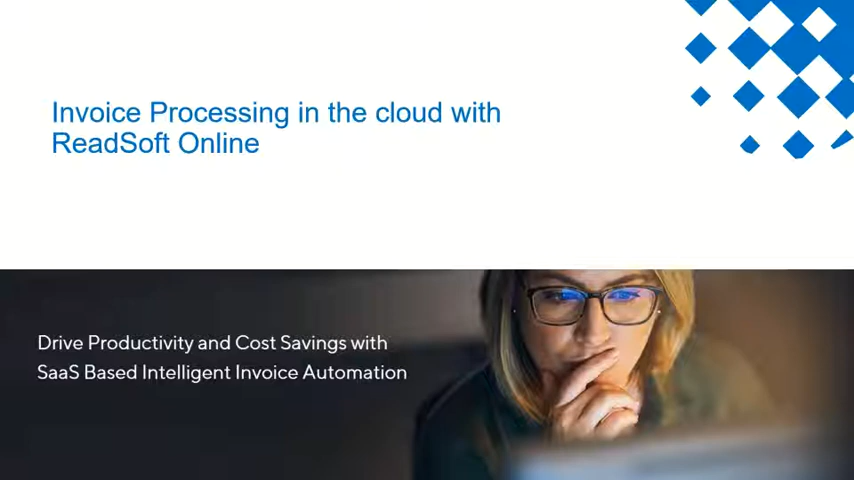 Invoice Processing in the cloud with
ReadSoft Online
Drive Productivity and Cost Savings with
SaaS Based Intelligent Invoice Automation